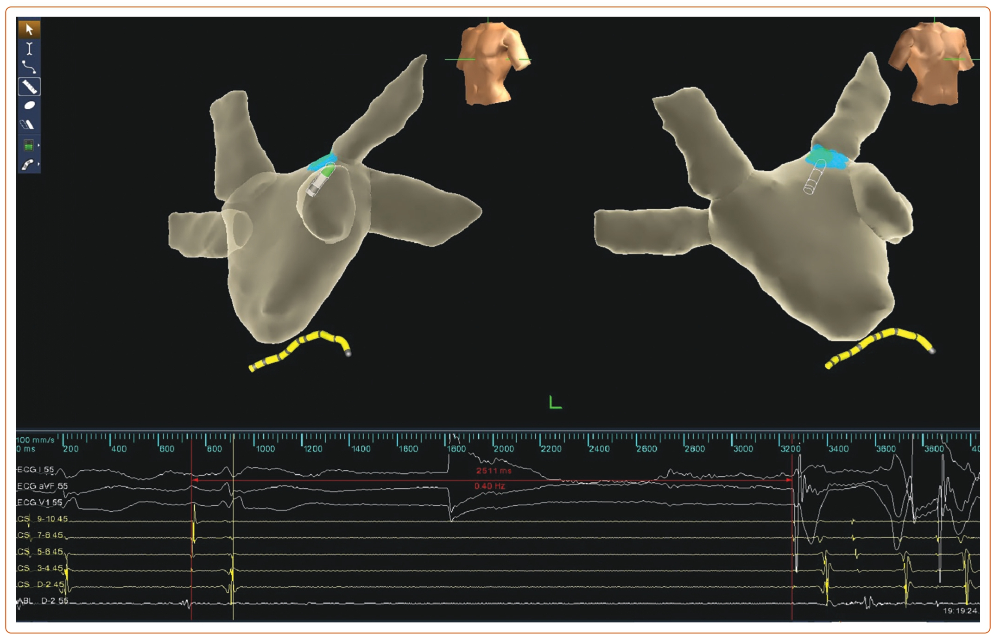 100 mm/s
0 ms 200 400 600 800 1000 1200 1400 1600 1800 2000 2200 2400 2600 2800 3000 3200 3400 3600 3800 40
ECG I 55
2511 ms
ECG aVF 55
0.40 Hz
ECG V1 55
CS 9-10 45
CS 7-8 45
CS 5-6 45
CS 3-4 45
CS D-2 45
ABL D-2 55
19:19:24.